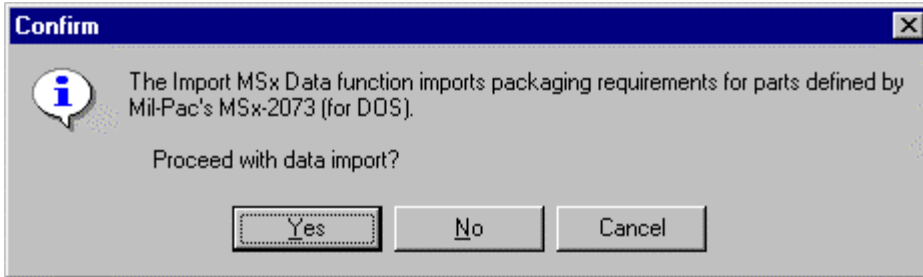 Confirm
The Import MSx Data function imports packaging requirements for parts defined by
Mil-Pac's MSx-2073 (for DOS).
Proceed with data import?
Yes No Cancel